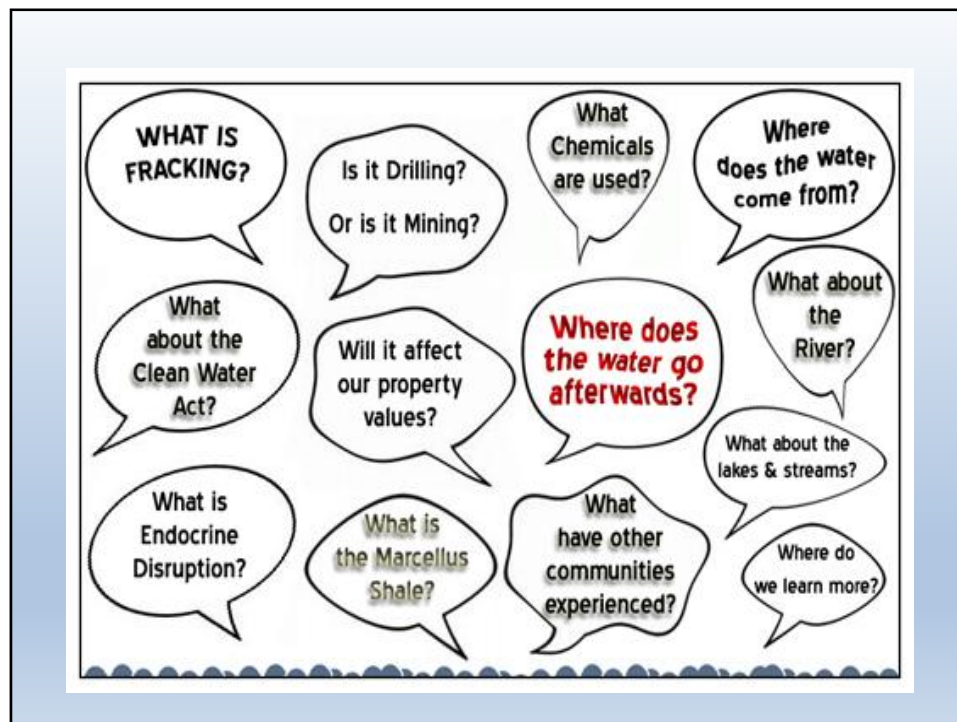 WHAT IS
FRACKING?
Is it Drilling?
Or is it Mining?
What
Chemicals
are used?
Where
does the water
come from?
What
about the
Clean Water
Act?
Will it affect
our property
values?
Where does
the water go
afterwards?
What about
the
River?
What about the
lakes & streams?
What is
Endocrine
Disruption?
What is
the Marcellus
Shale?
What
have other
communities
experienced?
Where do
we learn more?